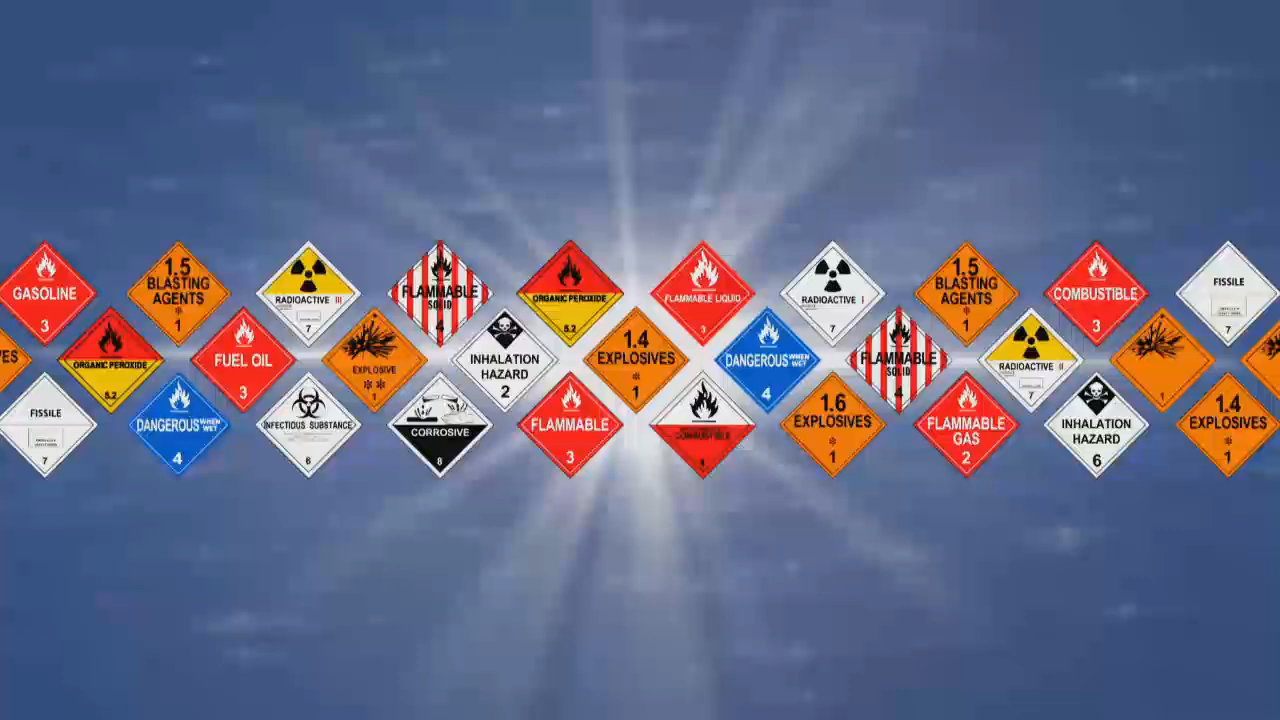 GASOLINE
3
1.5
BLASTING
AGENTS
*
1
RADIOACTIVE III
7
FLAMMABLE
SOLID
4
ORGANIC PEROXIDE
5.2
FLAMMABLE LIQUID
3
RADIOACTIVE I
7
1.5
BLASTING
AGENTS
*
1
COMBUSTIBLE
3
FISSILE
7
VES
ORGANIC PEROXIDE
5.2
FUEL OIL
3
EXPLOSIVE
* *
*
1
INHALATION
HAZARD
2
1.4
EXPLOSIVES
*
1
DANGEROUS WHEN
WET
4
FLAMMABLE
SOLID
4
RADIOACTIVE II
7
1
FISSILE
7
DANGEROUS WHEN
WET
4
INFECTIOUS SUBSTANCE
6
CORROSIVE
8
FLAMMABLE
3
COMBUSTIBLE
4
1.6
EXPLOSIVES
*
1
FLAMMABLE
GAS
2
INHALATION
HAZARD
6
1.4
EXPLOSIVES
*
1